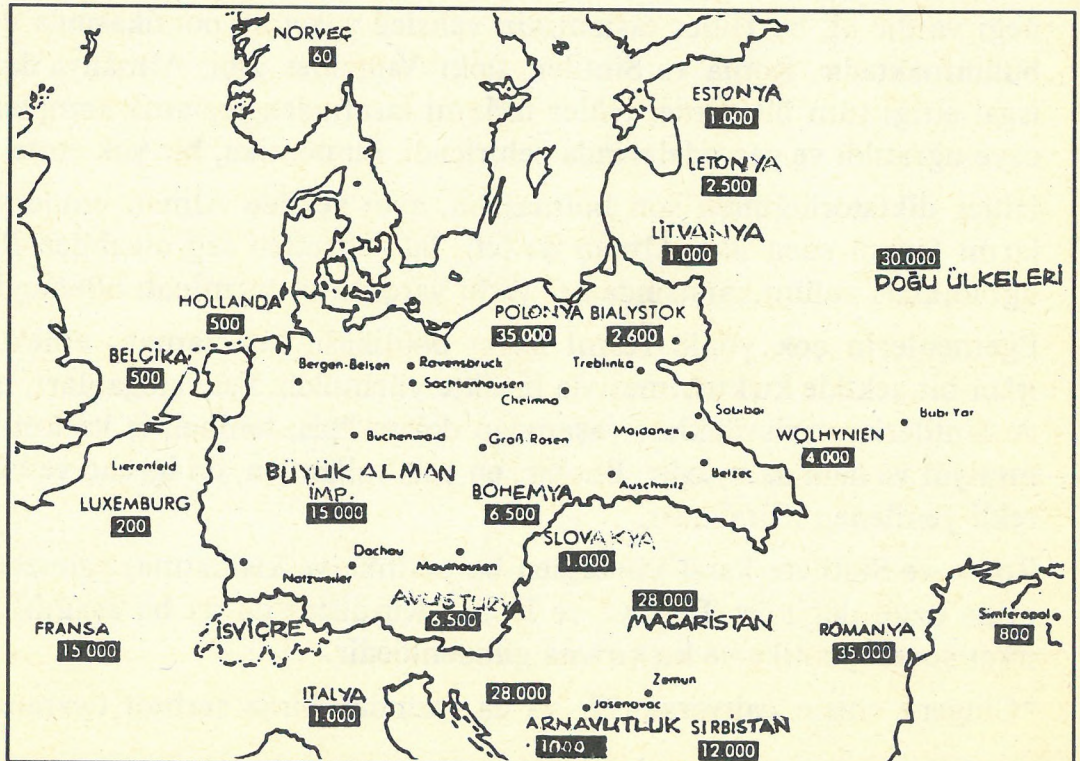 NORVEÇ
60
ESTONYA
1.000
LETONYA
2.500
LİTVANYA
1.000
30.000
DOĞU ÜLKELERİ
HOLLANDA
500
POLONYA BIALYSTOK
35.000 2.600
BELÇİKA
500
Bergen-Belsen
Ravensbruck
Sachsenhausen
Treblinka
Chelmno
Sobibor
Babi Yar
Buchenwald
Groß-Rosen
Majdanek
WOLHYNIEN
4.000
Lierenfeld
Belzec
BÜYÜK ALMAN
İMP.
15.000
Auschwitz
BOHEMYA
6.500
LUXEMBURG
200
SLOVAKYA
1.000
Dachau
Mauthausen
Natzweiler
AVUSTURYA
6.500
28.000
MACARİSTAN
Simferopol
800
FRANSA
15 000
İSVİÇRE
ROMANYA
35.000
Zemun
ITALYA
1.000
28.000
Jasenovac
ARNAVUTLUK SIRBİSTAN
12.000